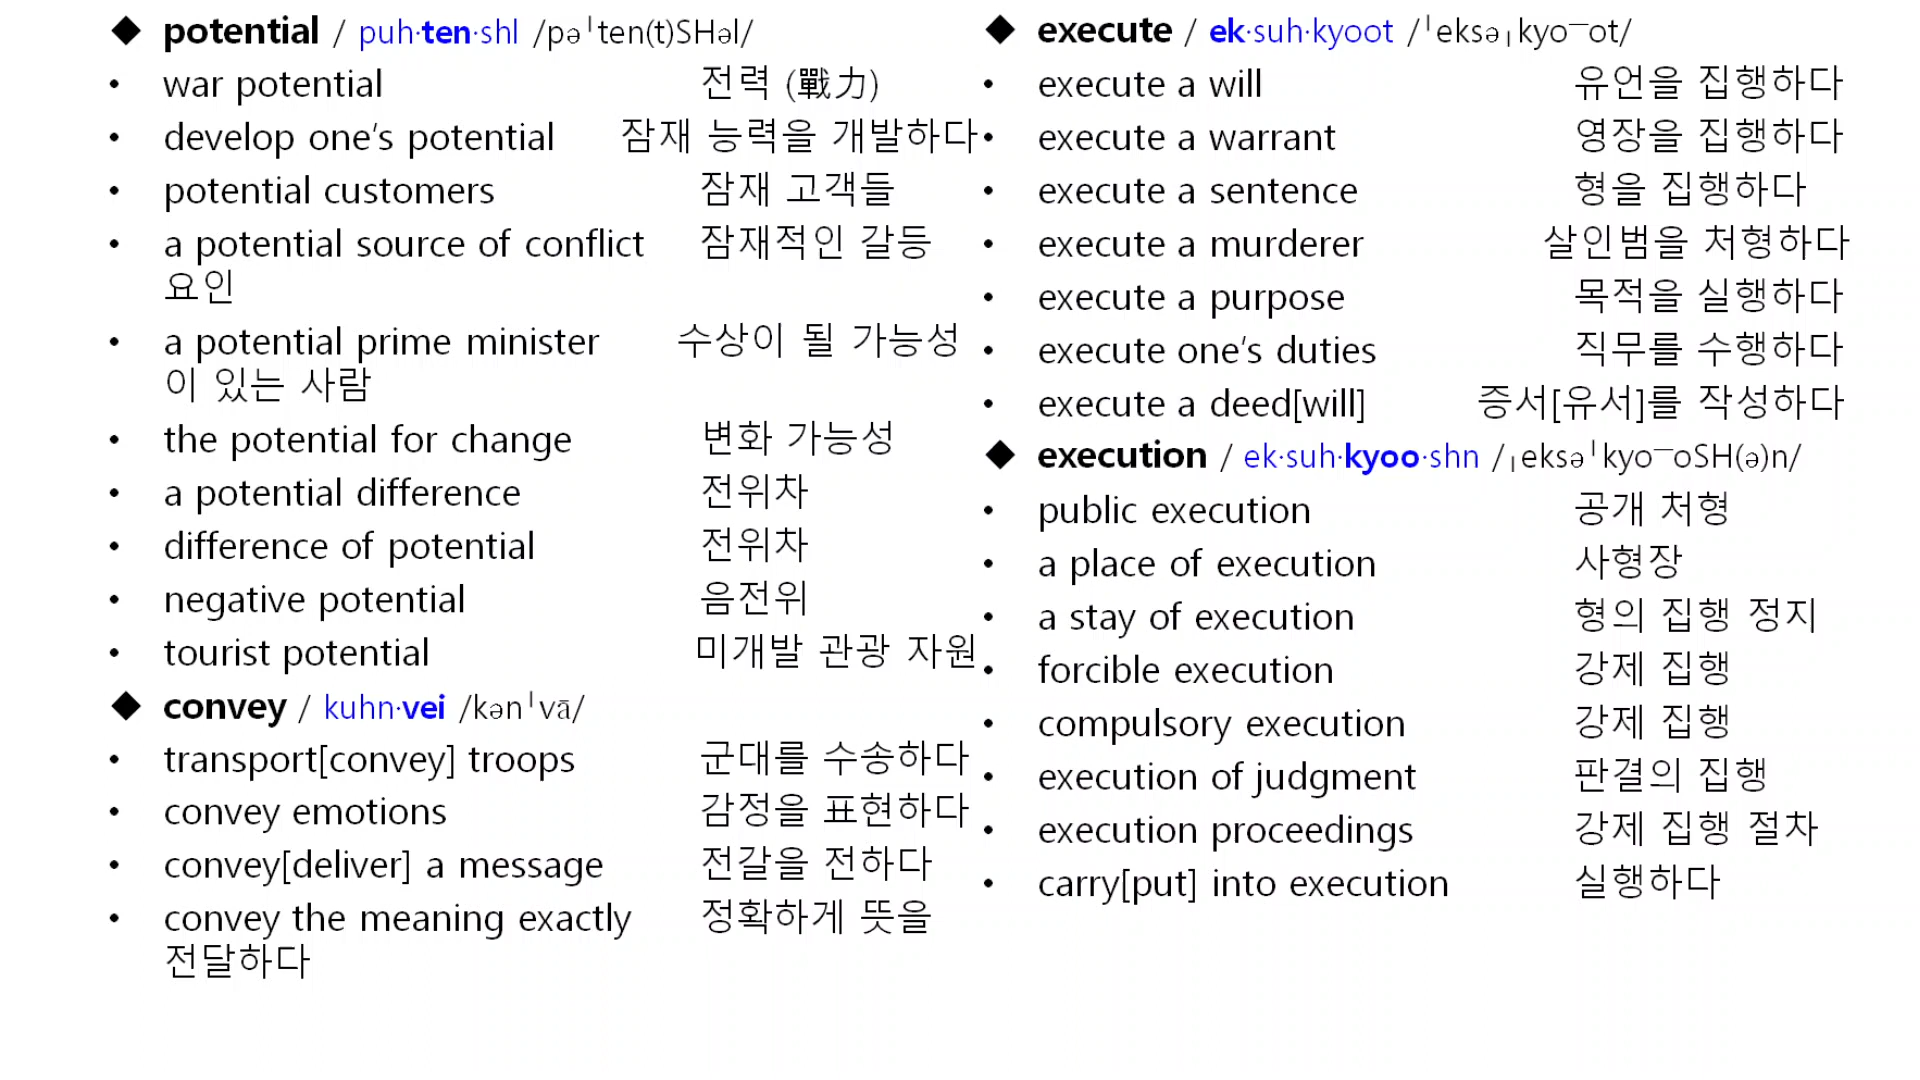 ◆ potential / puh·ten·shl /pəˈten(t)SHəl/
• war potential 전력 (戰力)
• develop one's potential 잠재 능력을 개발하다
• potential customers 잠재 고객들
• a potential source of conflict 잠재적인 갈등
요인
• a potential prime minister 수상이 될 가능성
이 있는 사람
• the potential for change 변화 가능성
• a potential difference 전위차
• difference of potential 전위차
• negative potential 음전위
• tourist potential 미개발 관광 자원
◆ convey / kuhn·vei /kənˈvā/
• transport[convey] troops 군대를 수송하다
• convey emotions 감정을 표현하다
• convey[deliver] a message 전갈을 전하다
• convey the meaning exactly 정확하게 뜻을
전달하다
◆ execute / ek·suh·kyoot /ˈeksəˌkyo͞ot/
• execute a will 유언을 집행하다
• execute a warrant 영장을 집행하다
• execute a sentence 형을 집행하다
• execute a murderer 살인범을 처형하다
• execute a purpose 목적을 실행하다
• execute one's duties 직무를 수행하다
• execute a deed[will] 증서[유서]를 작성하다
◆ execution / ek·suh·kyoo·shn /ˌeksəˈkyo͞oSH(ə)n/
• public execution 공개 처형
• a place of execution 사형장
• a stay of execution 형의 집행 정지
• forcible execution 강제 집행
• compulsory execution 강제 집행
• execution of judgment 판결의 집행
• execution proceedings 강제 집행 절차
• carry[put] into execution 실행하다